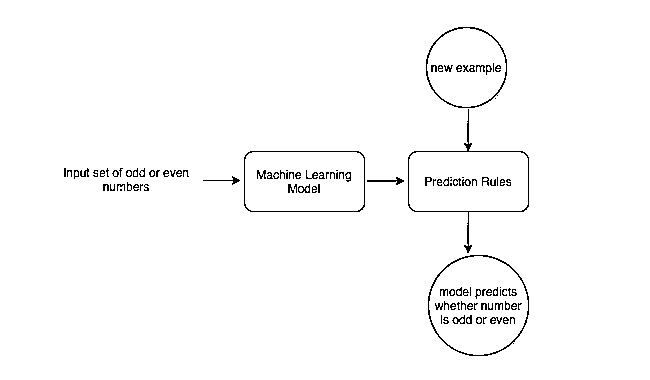 new example
Input set of odd or even
numbers
Machine Learning
Model
Prediction Rules
model predicts
whether number
is odd or even